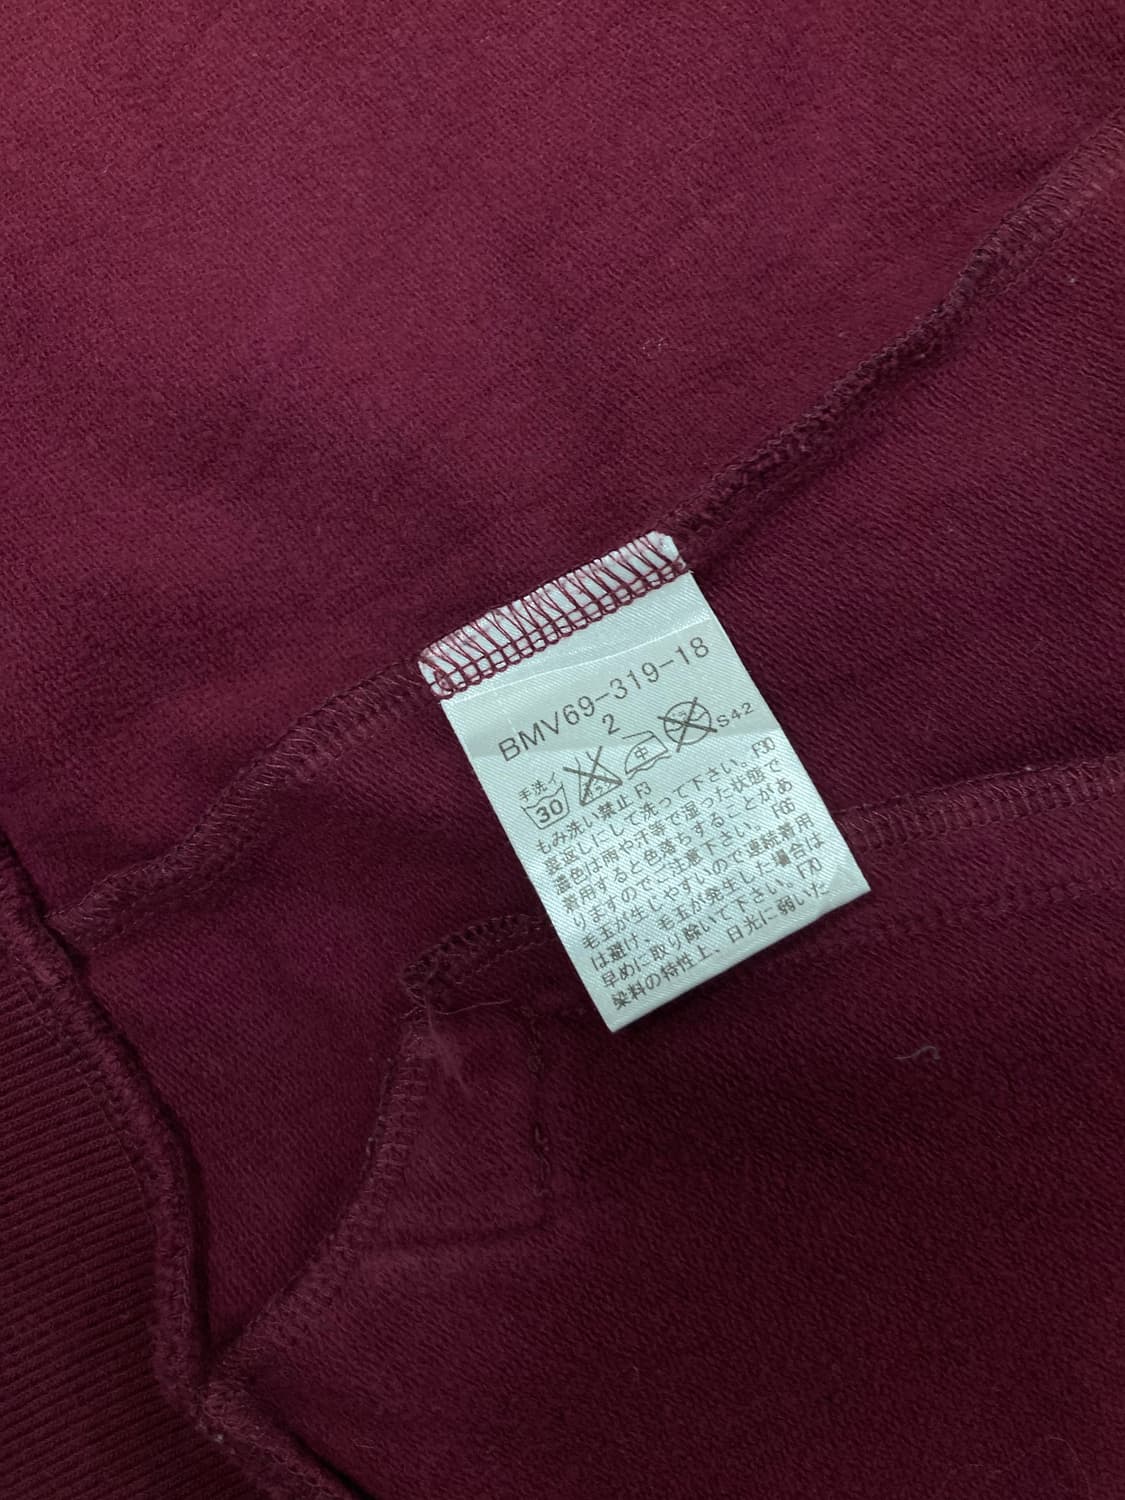 BMV69-319-18
2
手洗イ
30
中
S42
もみ洗い禁止 F3
裏返しにして洗って下さい。F30
濃色は雨や汗等で湿った状態で
着用すると色落ちすることがあ
りますのでご注意下さい。 F05
毛玉が生じやすいので連続着用
は避け、毛玉が発生した場合は
早めに取り除いて下さい。F70
染料の特性上、日光に弱いた